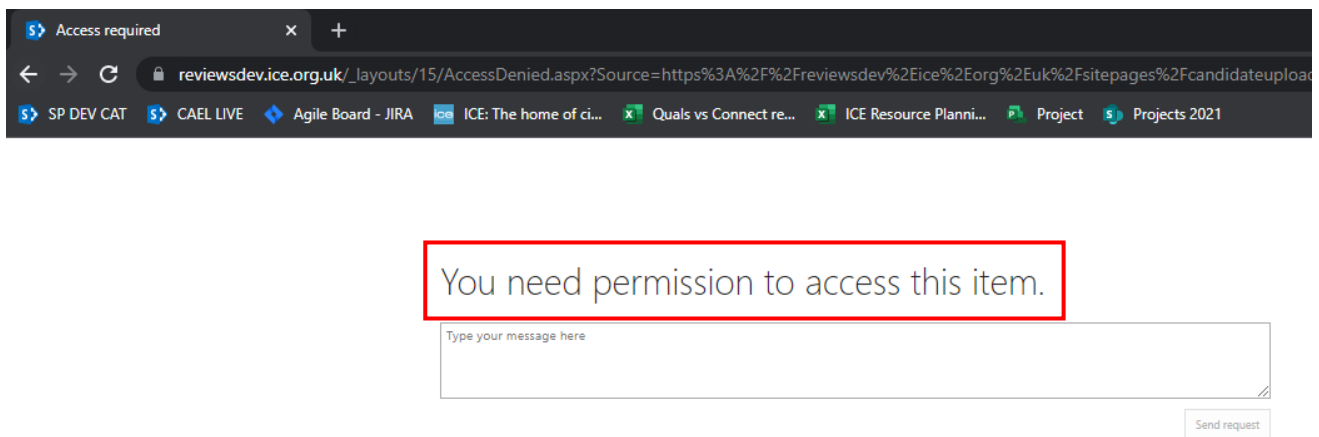 Access required
reviewsdev.ice.org.uk/_layouts/15/AccessDenied.aspx?Source=https%3A%2F%2Freviewsdev%2Eice%2Eorg%2Euk%2Fsitepages%2Fcandidateupload
SP DEV CAT CAEL LIVE Agile Board - JIRA ice ICE: The home of ci... Quals vs Connect re... ICE Resource Planni... Project Projects 2021
You need permission to access this item.
Type your message here
Send request